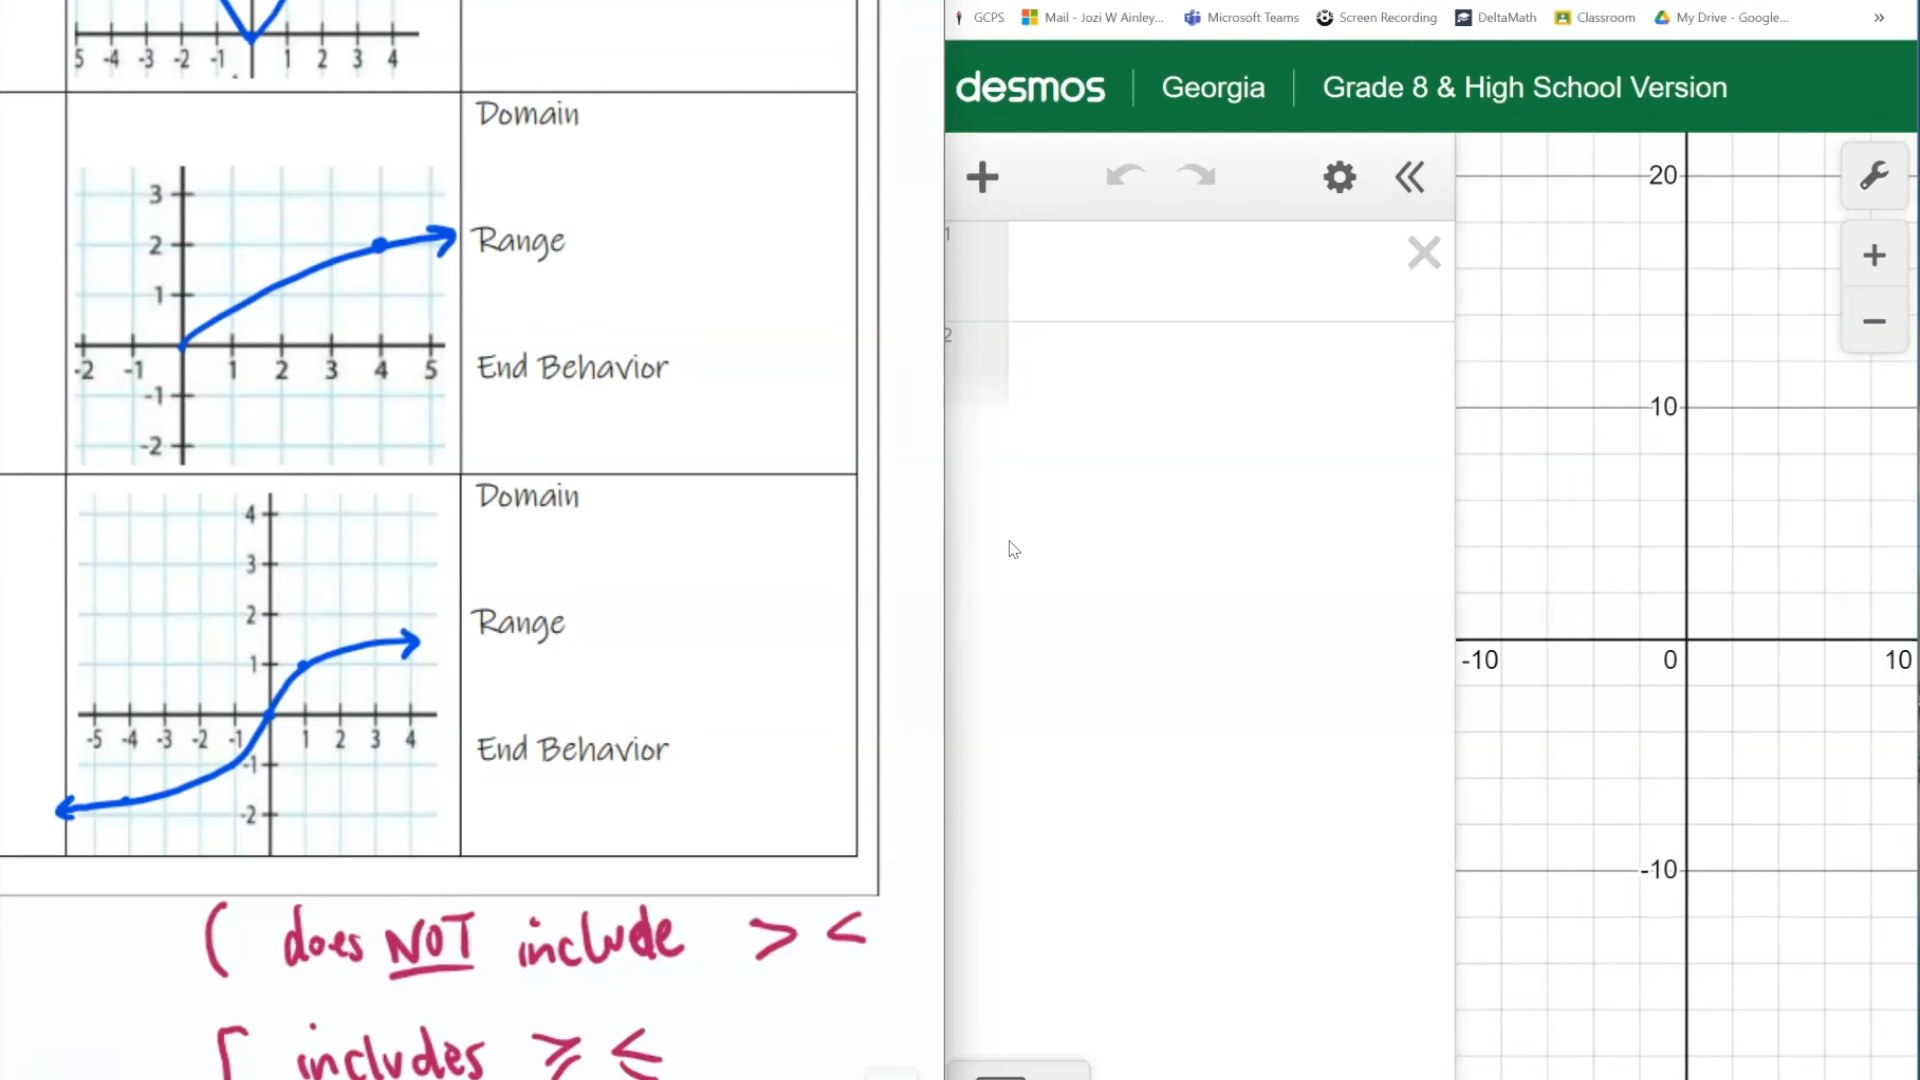 GCPS Mail - Jozi W Ainley... Microsoft Teams Screen Recording DeltaMath Classroom My Drive - Google... »
desmos Georgia Grade 8 & High School Version
5 -4 -3 -2 -1 1 2 3 4
Domain
Range
End Behavior
3
2
1
-2 -1 1 2 3 4 5
-1
-2
Domain
Range
End Behavior
4
3
2
1
-5 -4 -3 -2 -1 1 2 3 4
-1
-2
( does NOT include > <
[ includes ≥ ≤
1
2
20
10
-10 0 10
-10